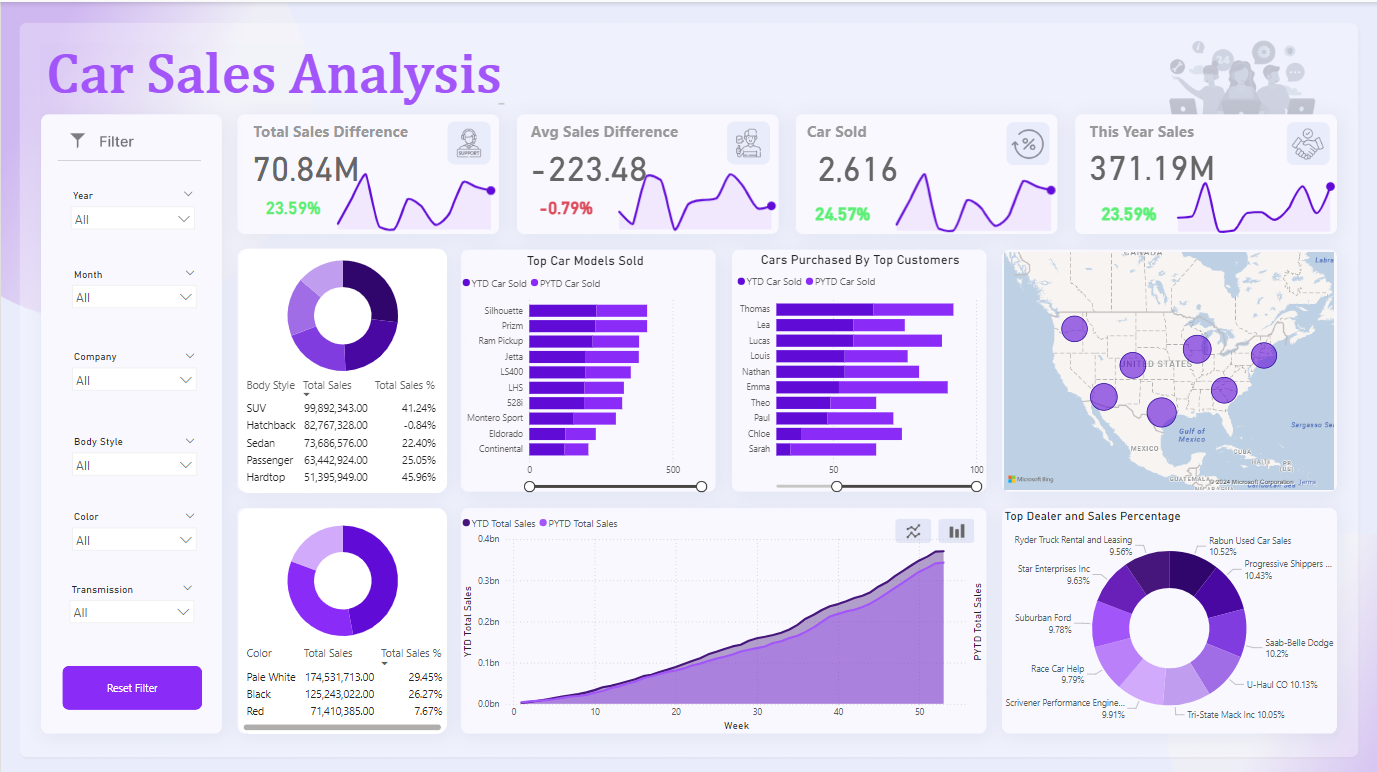 Car Sales Analysis
Filter
Year
All
Month
All
Company
All
Body Style
All
Color
All
Transmission
All
Reset Filter
Total Sales Difference
70.84M
23.59%
SUPPORT
Avg Sales Difference
-223.48
-0.79%
Car Sold
2,616
24.57%
%
This Year Sales
371.19M
23.59%
Body Style Total Sales Total Sales %
SUV 99,892,343.00 41.24%
Hatchback 82,767,328.00 -0.84%
Sedan 73,686,576.00 22.40%
Passenger 63,442,924.00 25.05%
Hardtop 51,395,949.00 45.96%
Top Car Models Sold
YTD Car Sold PYTD Car Sold
Silhouette
Prizm
Ram Pickup
Jetta
LS400
LHS
528i
Montero Sport
Eldorado
Continental
0 500
Cars Purchased By Top Customers
YTD Car Sold PYTD Car Sold
Thomas
Lea
Lucas
Louis
Nathan
Emma
Theo
Paul
Chloe
Sarah
50 100
CANADA
Labra
UNITED STATES
Gulf of
Mexico
Sargasso Sea
MEXICO
CUBA
HAITI
PR
US
GUATEMALA
NICARAGUA
Caribbean Sea
Microsoft Bing
© 2024 Microsoft Corporation Terms
Color Total Sales Total Sales %
Pale White 174,531,713.00 29.45%
Black 125,243,022.00 26.27%
Red 71,410,385.00 7.67%
YTD Total Sales PYTD Total Sales
YTD Total Sales
0.4bn
0.3bn
0.2bn
0.1bn
0.0bn
0 10 20 30 40 50
Week
PYTD Total Sales
Top Dealer and Sales Percentage
Ryder Truck Rental and Leasing
9.56%
Rabun Used Car Sales
10.52%
Star Enterprises Inc
9.63%
Progressive Shippers ...
10.43%
Suburban Ford
9.78%
Saab-Belle Dodge
10.2%
Race Car Help
9.79%
U-Haul CO 10.13%
Scrivener Performance Engine...
9.91%
Tri-State Mack Inc 10.05%